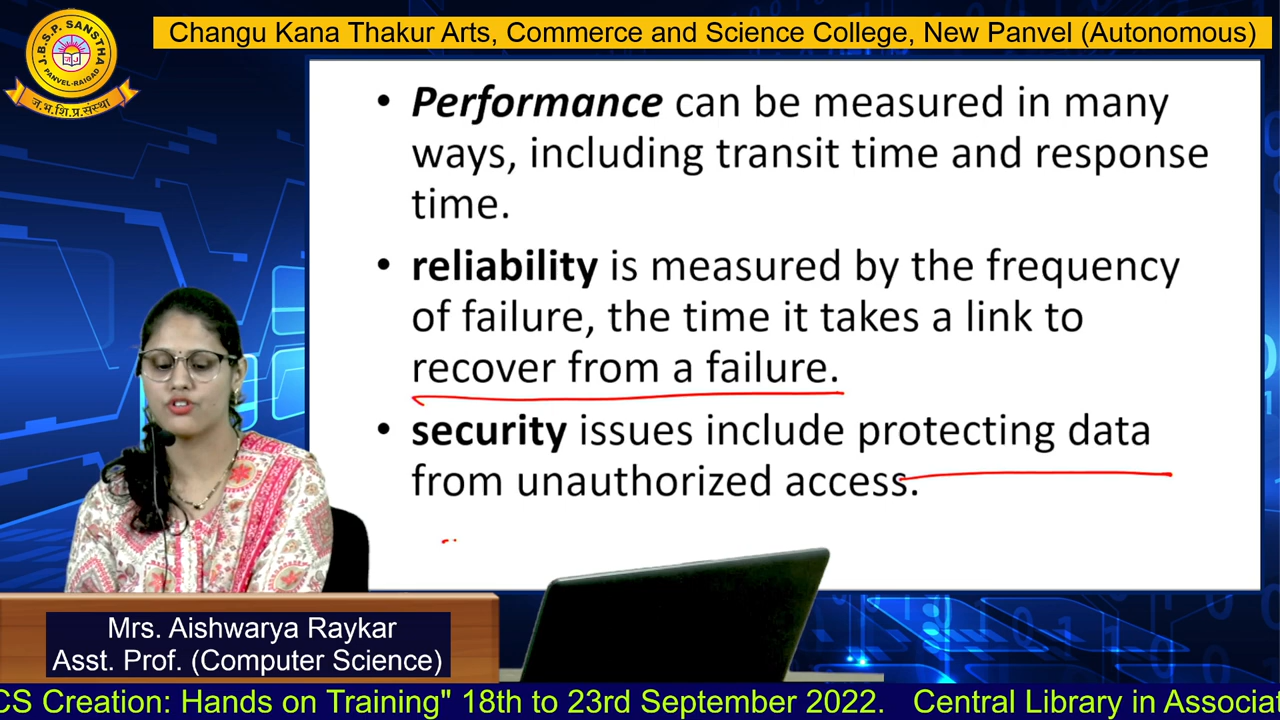 Changu Kana Thakur Arts, Commerce and Science College, New Panvel (Autonomous)
J.B.S.P. SANSTHA
PANVEL-RAIGAD
ज.भ.शि.प्र.संस्था
• Performance can be measured in many
ways, including transit time and response
time.
• reliability is measured by the frequency
of failure, the time it takes a link to
recover from a failure.
• security issues include protecting data
from unauthorized access.
Mrs. Aishwarya Raykar
Asst. Prof. (Computer Science)
CS Creation: Hands on Training" 18th to 23rd September 2022. Central Library in Associat